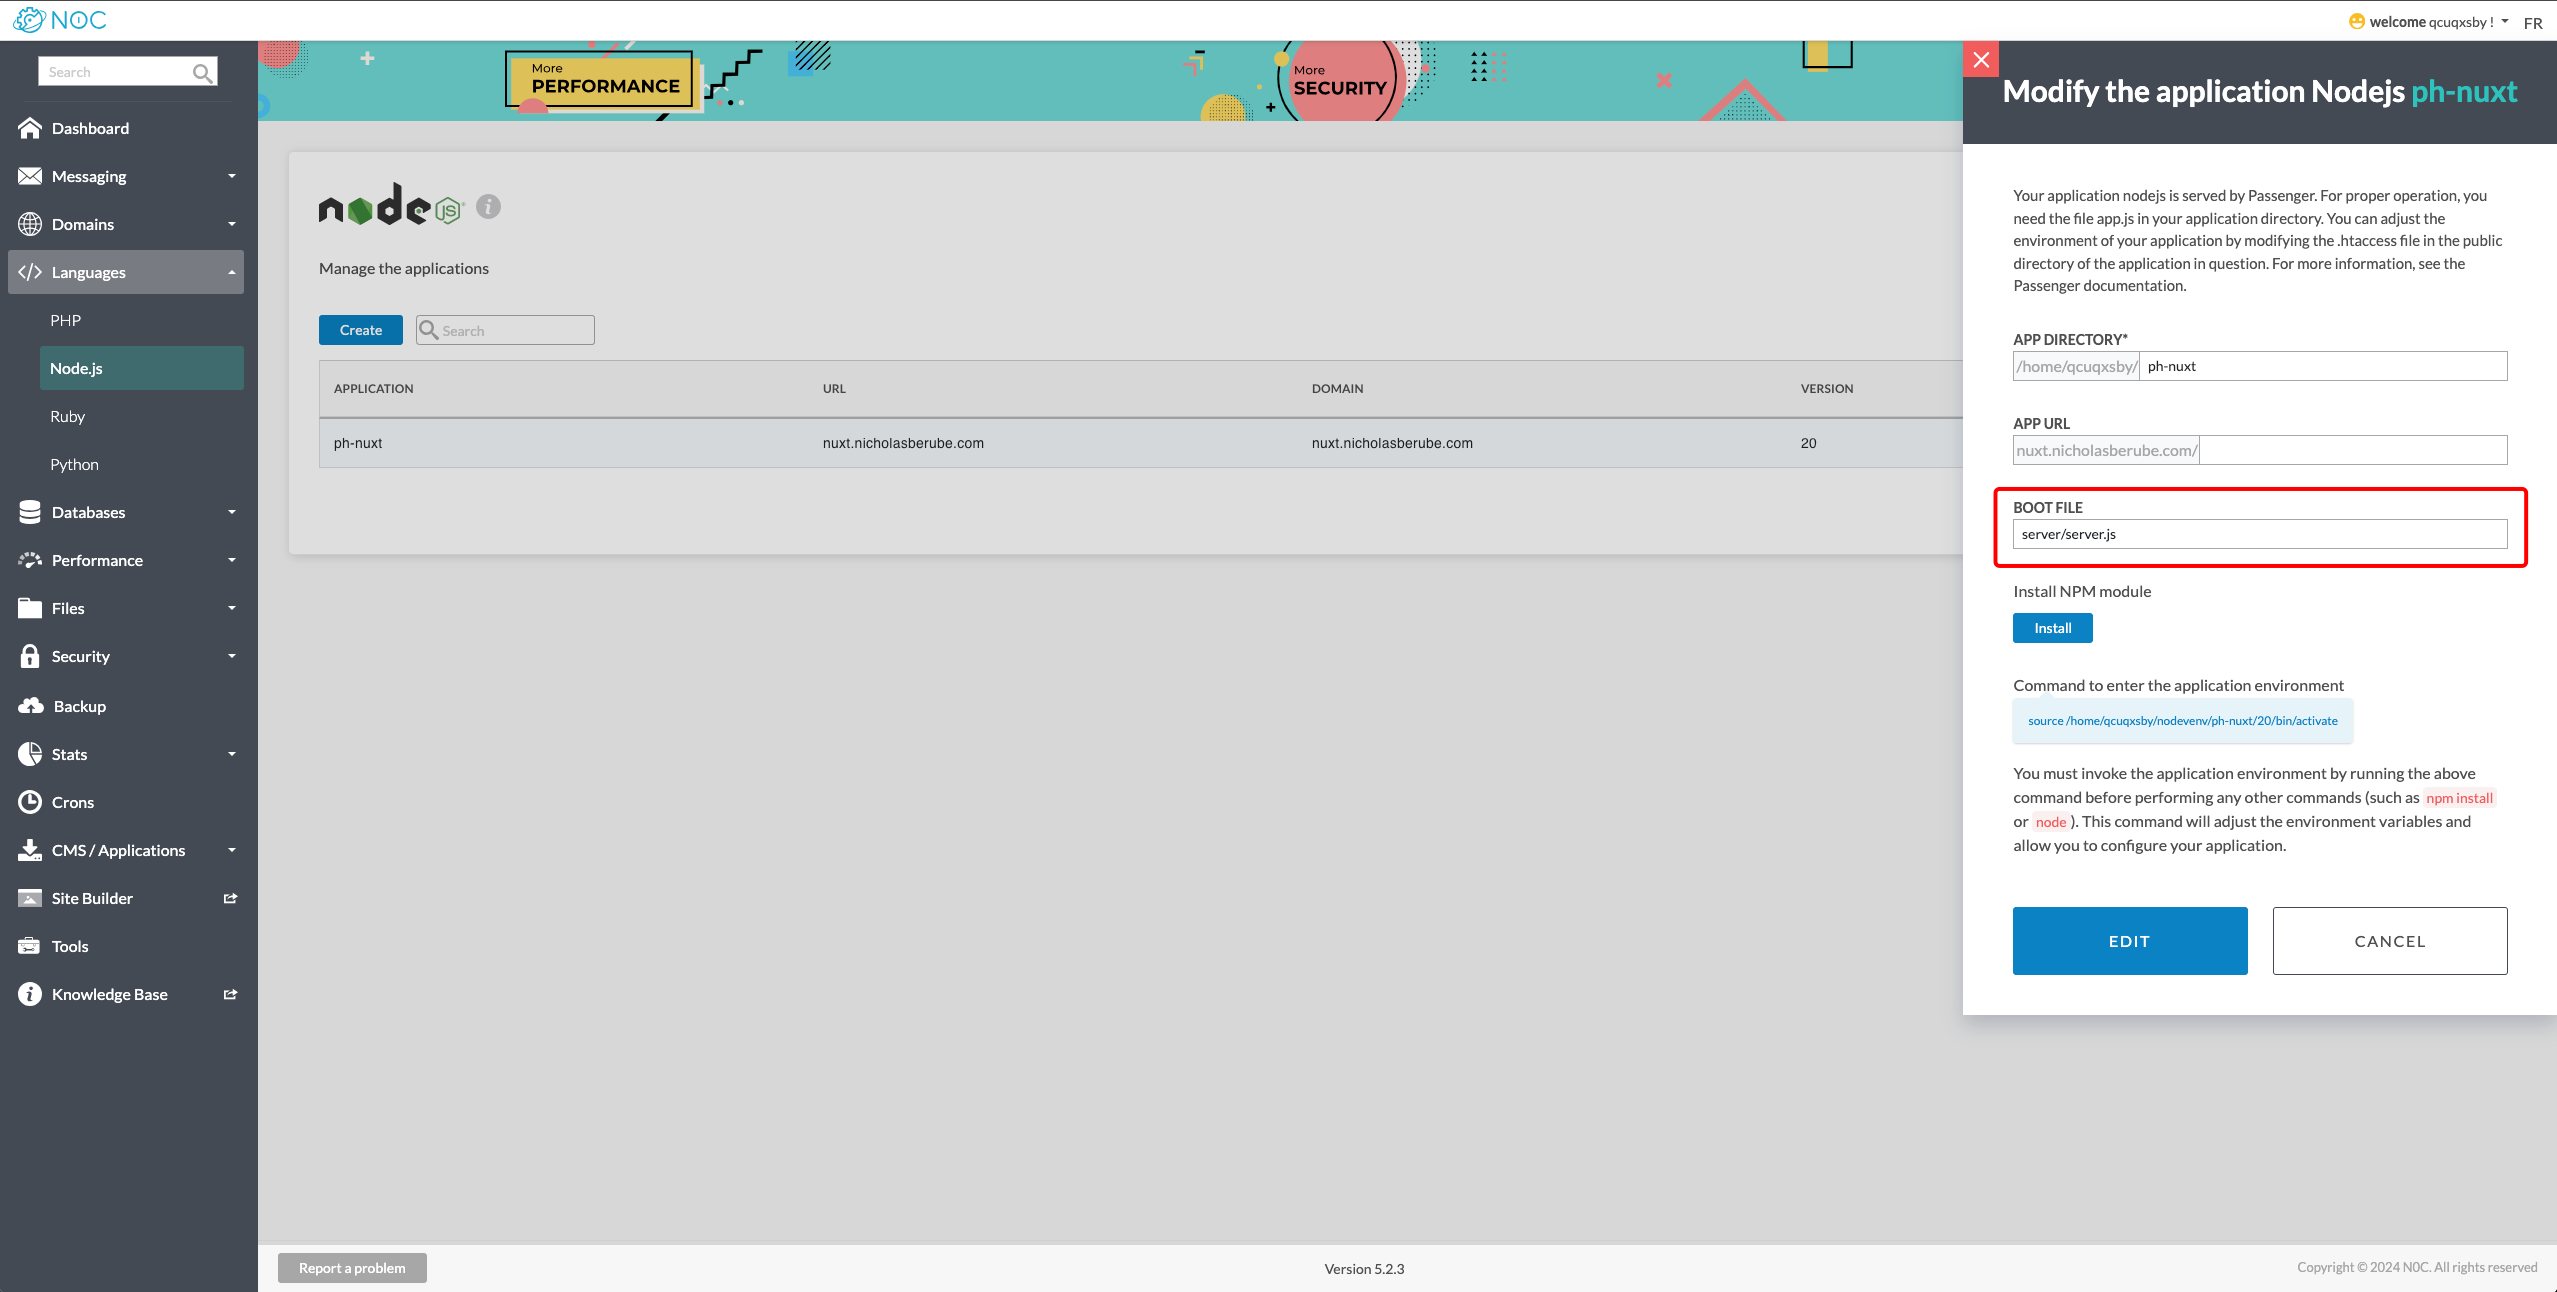 N0C
welcome qcuqxsby !
FR
Search
Dashboard
Messaging
Domains
Languages
PHP
Node.js
Ruby
Python
Databases
Performance
Files
Security
Backup
Stats
Crons
CMS / Applications
Site Builder
Tools
Knowledge Base
More
PERFORMANCE
More
SECURITY
node
JS
Manage the applications
Create
Search
APPLICATION URL DOMAIN VERSION
ph-nuxt nuxt.nicholasberube.com nuxt.nicholasberube.com 20
Modify the application Nodejs ph-nuxt
Your application nodejs is served by Passenger. For proper operation, you
need the file app.js in your application directory. You can adjust the
environment of your application by modifying the .htaccess file in the public
directory of the application in question. For more information, see the
Passenger documentation.
APP DIRECTORY*
/home/qcuqxsby/ ph-nuxt
APP URL
nuxt.nicholasberube.com/
BOOT FILE
server/server.js
Install NPM module
Install
Command to enter the application environment
source /home/qcuqxsby/nodevenv/ph-nuxt/20/bin/activate
You must invoke the application environment by running the above
command before performing any other commands (such as npm install
or node ). This command will adjust the environment variables and
allow you to configure your application.
EDIT
CANCEL
Report a problem
Version 5.2.3
Copyright © 2024 N0C. All rights reserved